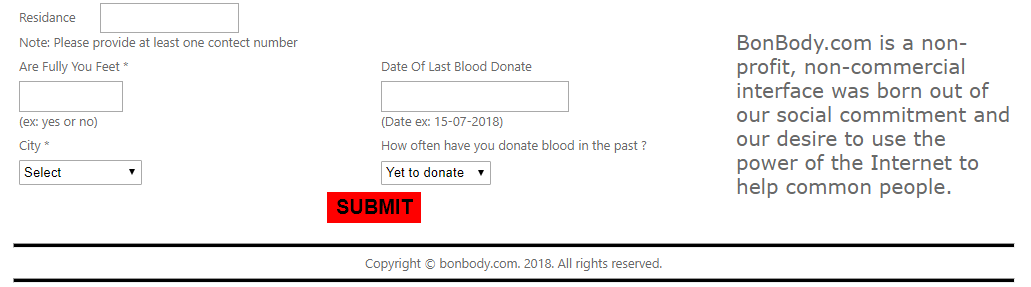 Residance
Note: Please provide at least one contect number
Are Fully You Feet *
Date Of Last Blood Donate
(ex: yes or no)
(Date ex: 15-07-2018)
City *
How often have you donate blood in the past ?
Select
Yet to donate
SUBMIT
BonBody.com is a non-
profit, non-commercial
interface was born out of
our social commitment and
our desire to use the
power of the Internet to
help common people.
Copyright © bonbody.com. 2018. All rights reserved.